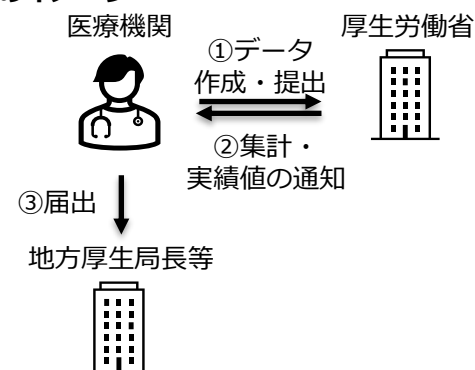 医療機関
厚生労働省
①データ
作成・提出
②集計・
実績値の通知
③届出
地方厚生局長等